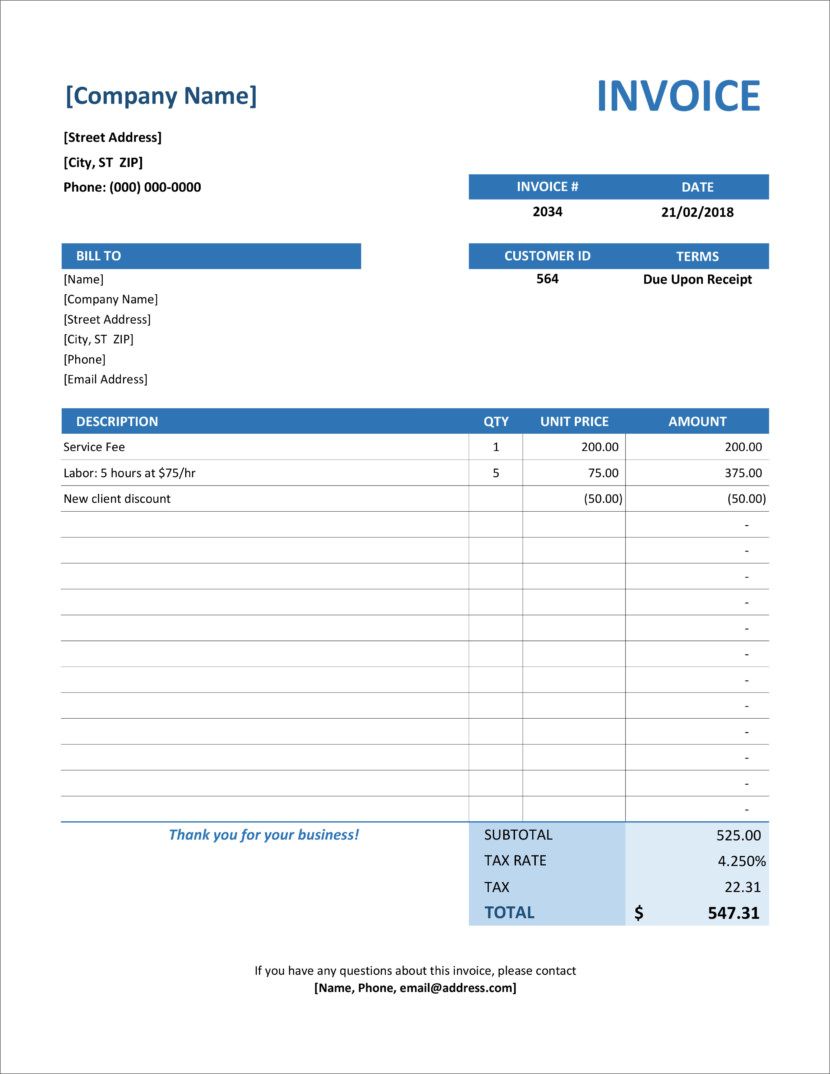 [Company Name]
INVOICE
[Street Address]
[City, ST  ZIP]
Phone: (000) 000-0000
INVOICE # DATE
2034 21/02/2018
BILL TO
CUSTOMER ID TERMS
[Name]
564 Due Upon Receipt
[Company Name]
[Street Address]
[City, ST  ZIP]
[Phone]
[Email Address]
DESCRIPTION QTY UNIT PRICE AMOUNT
Service Fee 1 200.00 200.00
Labor: 5 hours at $75/hr 5 75.00 375.00
New client discount (50.00) (50.00)
-
-
-
-
-
-
-
-
-
-
-
-
Thank you for your business! SUBTOTAL 525.00
TAX RATE 4.250%
TAX 22.31
TOTAL $ 547.31
If you have any questions about this invoice, please contact
[Name, Phone, email@address.com]